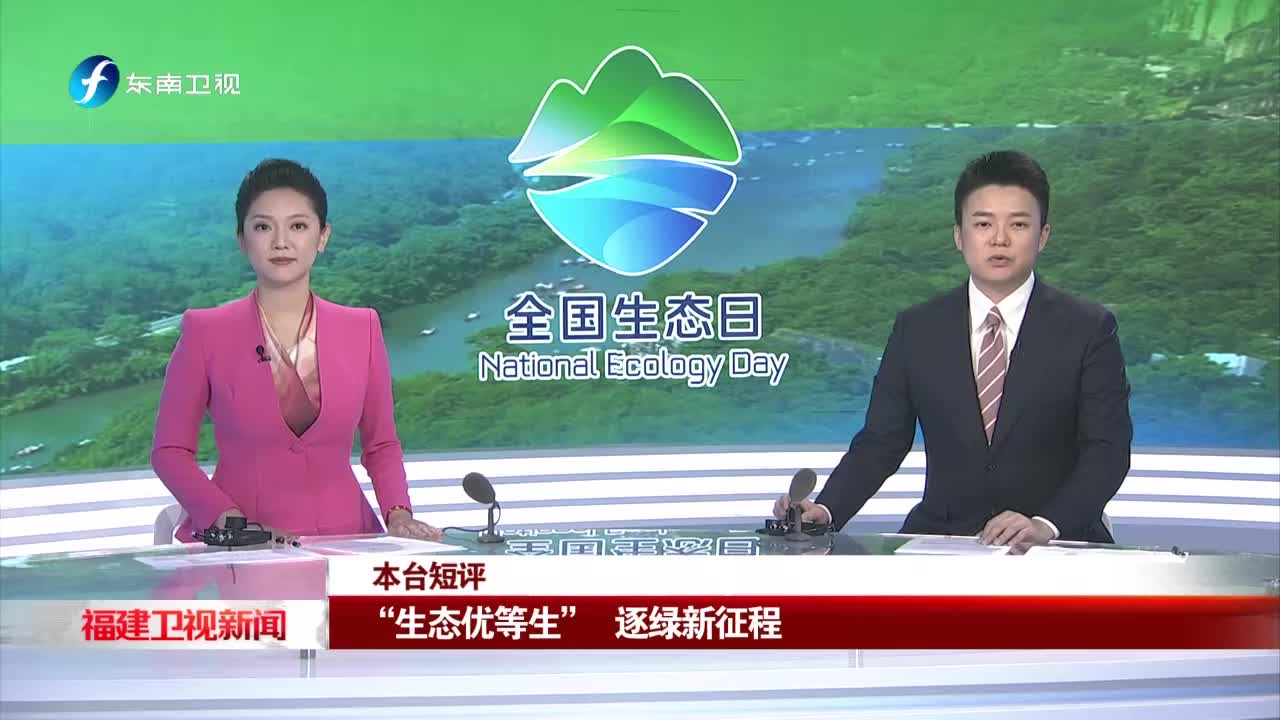 东南卫视
全国生态日
National Ecology Day
本台短评
福建卫视新闻
“生态优等生” 逐绿新征程